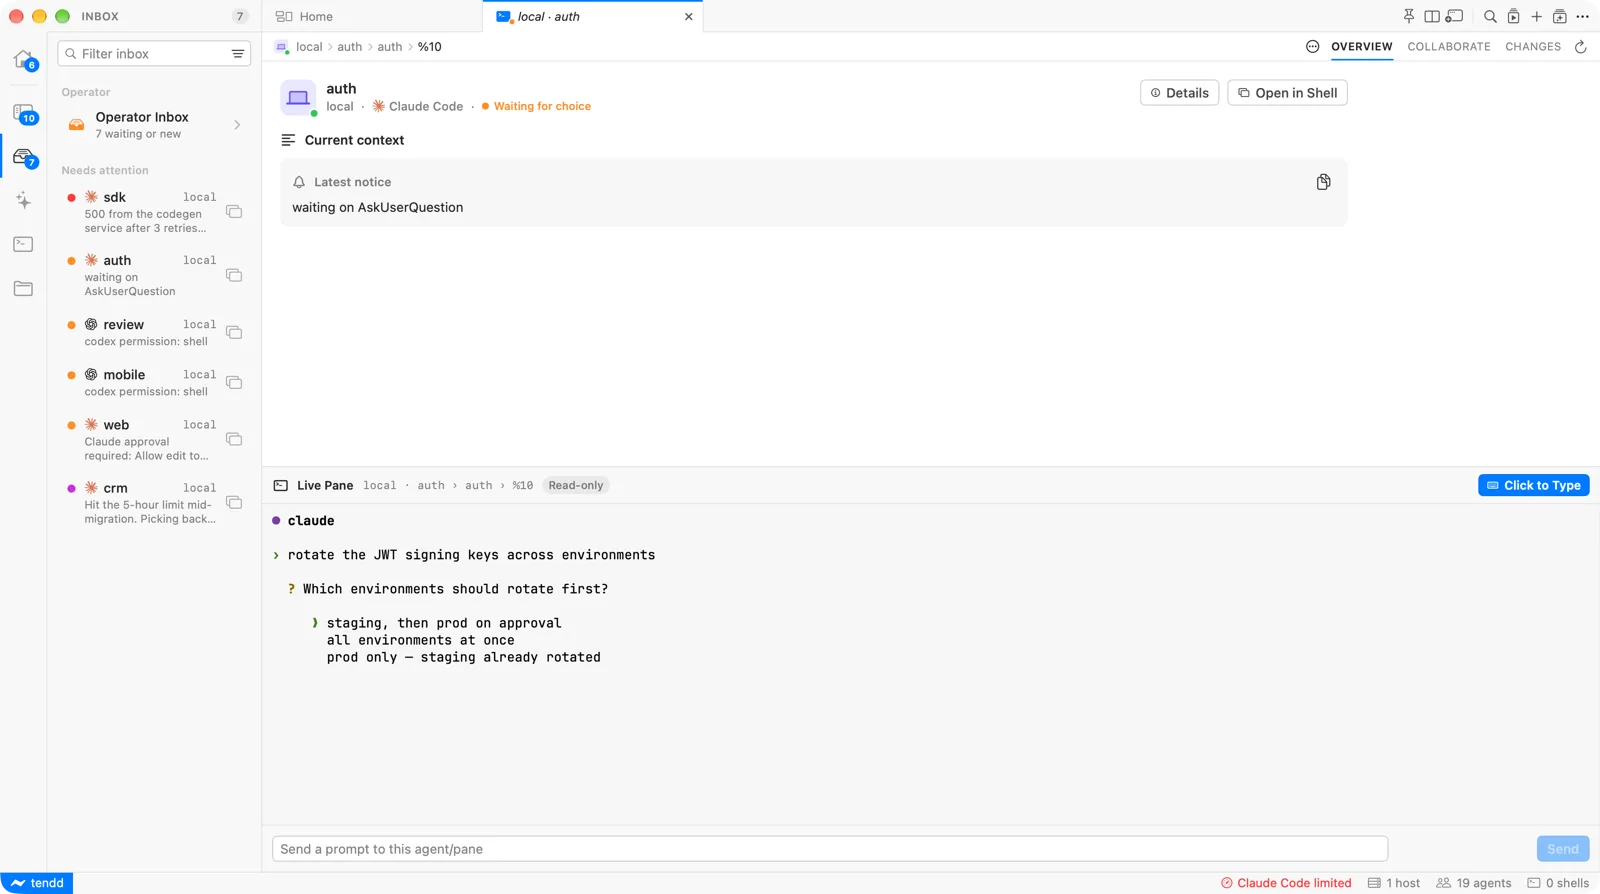 INBOX
7
Home
local · auth
6
10
7
Filter inbox
Operator
Operator Inbox
7 waiting or new
Needs attention
sdk
local
500 from the codegen
service after 3 retries...
auth
local
waiting on
AskUserQuestion
review
local
codex permission: shell
mobile
local
codex permission: shell
web
local
Claude approval
required: Allow edit to...
crm
local
Hit the 5-hour limit mid-
migration. Picking back...
local › auth › auth › %10
OVERVIEW
COLLABORATE
CHANGES
auth
local · Claude Code · Waiting for choice
Details
Open in Shell
Current context
Latest notice
waiting on AskUserQuestion
Live Pane
local · auth › auth › %10
Read-only
Click to Type
claude
› rotate the JWT signing keys across environments
? Which environments should rotate first?
❯ staging, then prod on approval
all environments at once
prod only — staging already rotated
Send a prompt to this agent/pane
Send
tendd
Claude Code limited
1 host
19 agents
0 shells